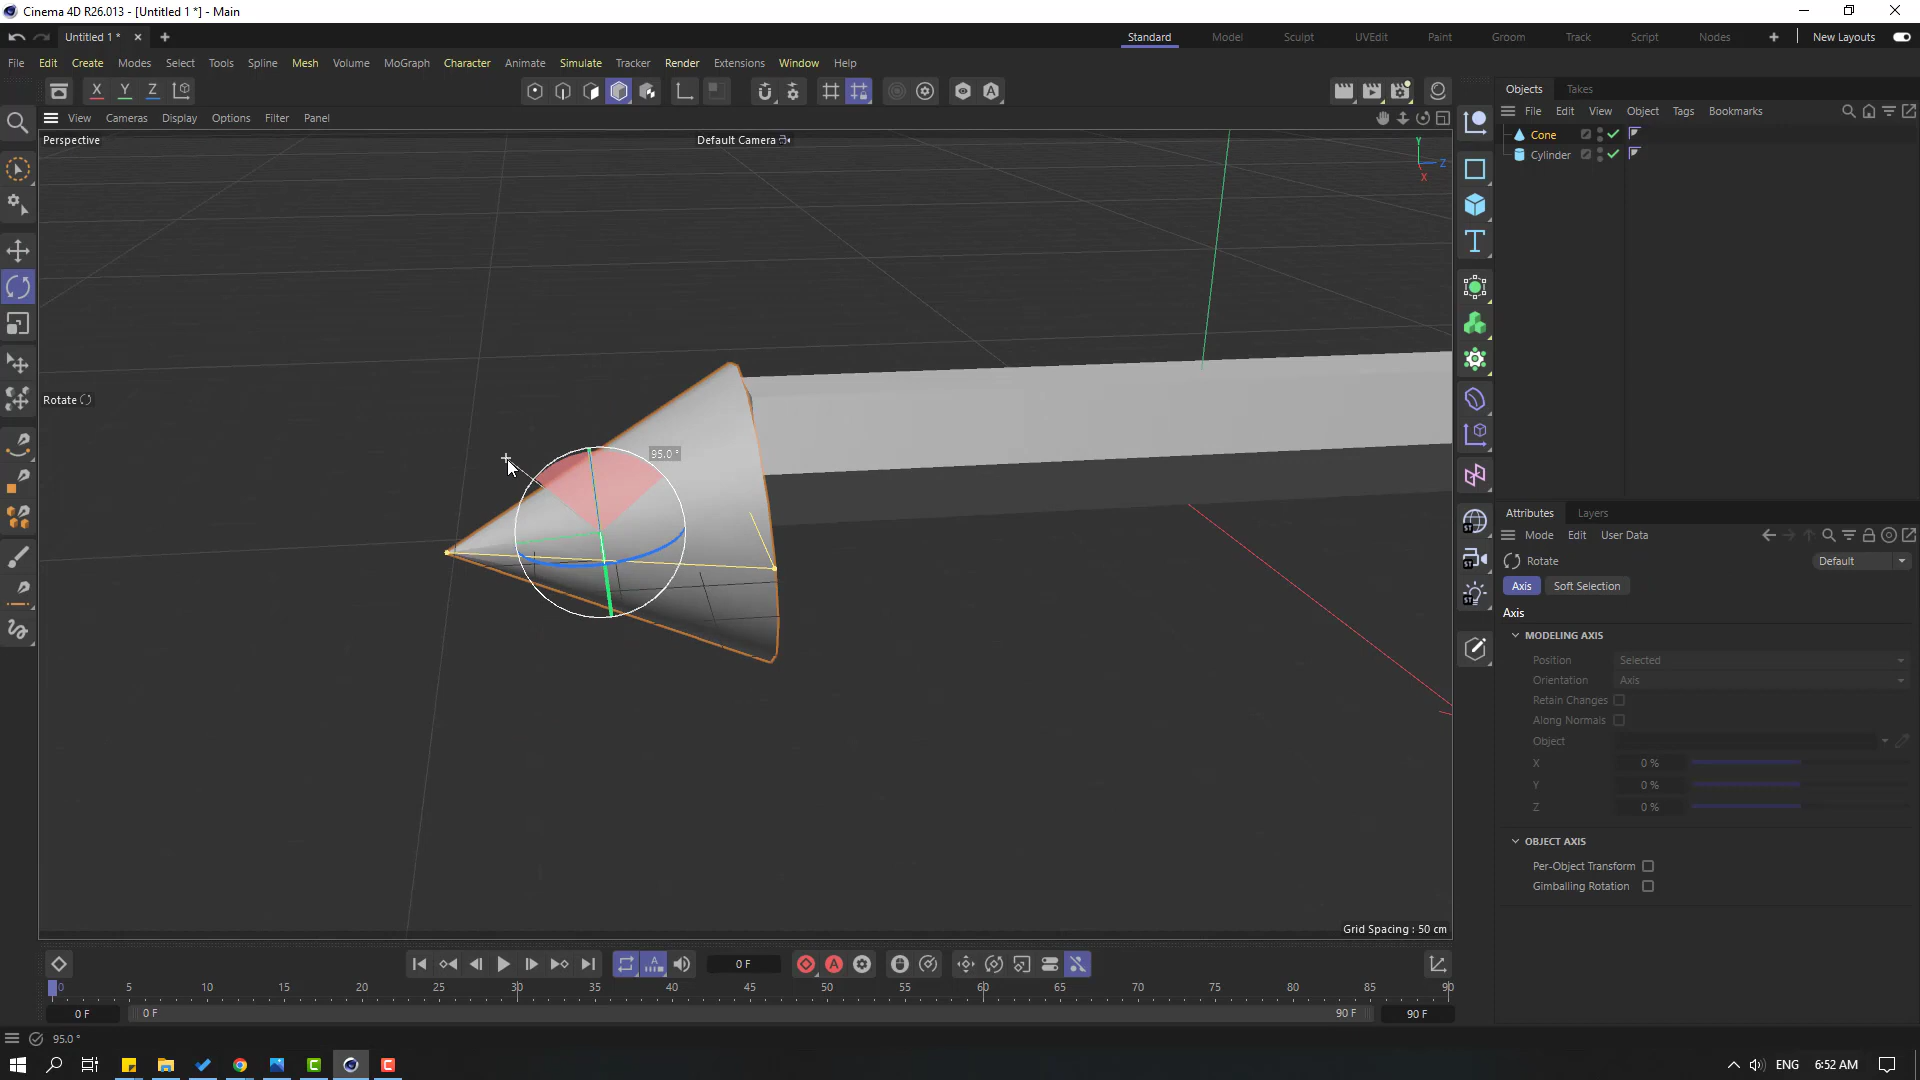 Cinema 4D R26.013 - [Untitled 1 *] - Main
Untitled 1 *
Standard Model Sculpt UVEdit Paint Groom Track Script Nodes New Layouts
File Edit Create Modes Select Tools Spline Mesh Volume MoGraph Character Animate Simulate Tracker Render Extensions Window Help
X Y Z
Objects Takes
File Edit View Object Tags Bookmarks
View Cameras Display Options Filter Panel
Perspective
Default Camera
Cone
Cylinder
Y
Z
X
Rotate
95.0 °
Grid Spacing : 50 cm
Attributes Layers
Mode Edit User Data
Rotate
Default
Axis Soft Selection
Axis
MODELING AXIS
Position Selected
Orientation Axis
Retain Changes
Along Normals
Object
X 0 %
Y 0 %
Z 0 %
OBJECT AXIS
Per-Object Transform
Gimballing Rotation
0 F
0 5 10 15 20 25 30 35 40 45 50 55 60 65 70 75 80 85 90
0 F 0 F 90 F 90 F
95.0 °
ENG 6:52 AM